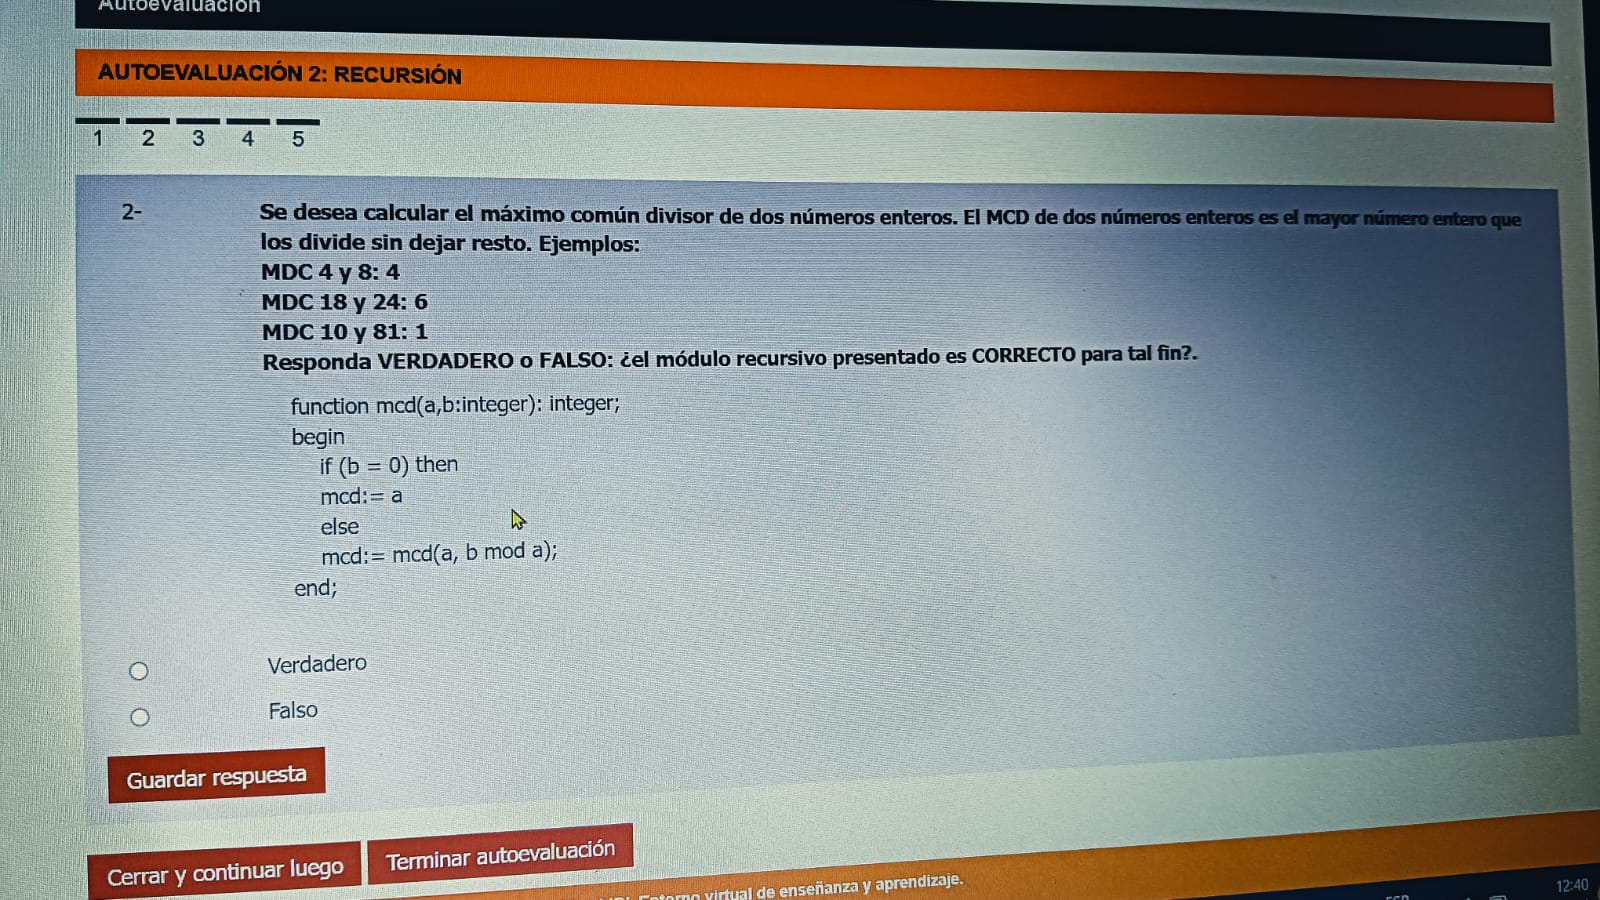 Autoevaluación
AUTOEVALUACIÓN 2: RECURSIÓN
1 2 3 4 5
2- Se desea calcular el máximo común divisor de dos números enteros. El MCD de dos números enteros es el mayor número entero que
los divide sin dejar resto. Ejemplos:
MDC 4 y 8: 4
MDC 18 y 24: 6
MDC 10 y 81: 1
Responda VERDADERO o FALSO: ¿el módulo recursivo presentado es CORRECTO para tal fin?.
function mcd(a,b:integer): integer;
begin
if (b = 0) then
mcd:= a
else
mcd:= mcd(a, b mod a);
end;
Verdadero
Falso
Guardar respuesta
Cerrar y continuar luego Terminar autoevaluación
Entorno virtual de enseñanza y aprendizaje.
12:40